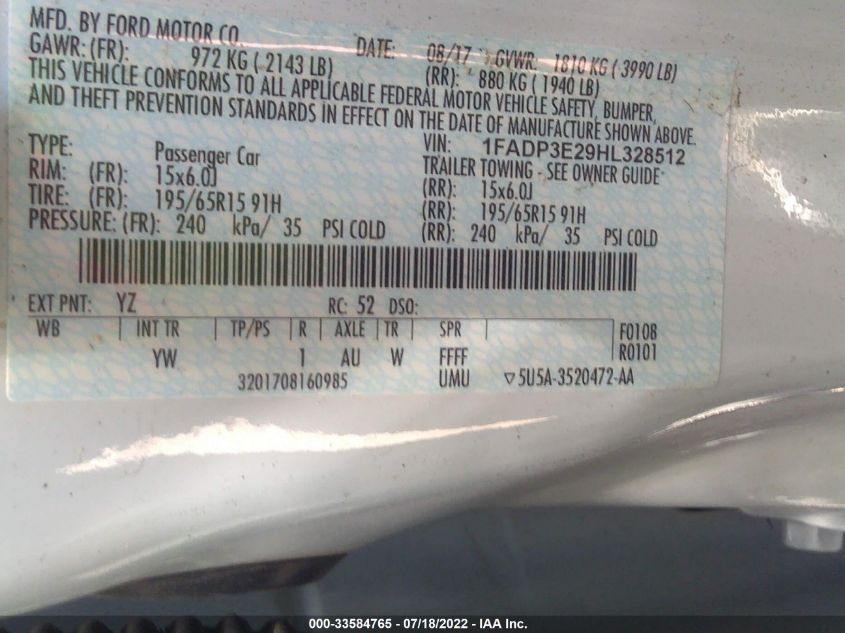 MFD. BY FORD MOTOR CO.
DATE: 08/17 GVWR: 1810 KG ( 3990 LB)
GAWR: (FR): 972 KG ( 2143 LB) (RR): 880 KG ( 1940 LB)
THIS VEHICLE CONFORMS TO ALL APPLICABLE FEDERAL MOTOR VEHICLE SAFETY, BUMPER,
AND THEFT PREVENTION STANDARDS IN EFFECT ON THE DATE OF MANUFACTURE SHOWN ABOVE.
VIN: 1FADP3E29HL328512
TYPE: Passenger Car TRAILER TOWING - SEE OWNER GUIDE
RIM: (FR): 15x6.0J (RR): 15x6.0J
TIRE: (FR): 195/65R15 91H (RR): 195/65R15 91H
PRESSURE: (FR): 240 kPa/ 35 PSI COLD (RR): 240 kPa/ 35 PSI COLD
EXT PNT: YZ RC: 52 DSO:
WB INT TR TP/PS R AXLE TR SPR F0108
YW 1 AU W FFFF R0101
3201708160985 UMU ▽5U5A-3520472-AA
000-33584765 - 07/18/2022 - IAA Inc.